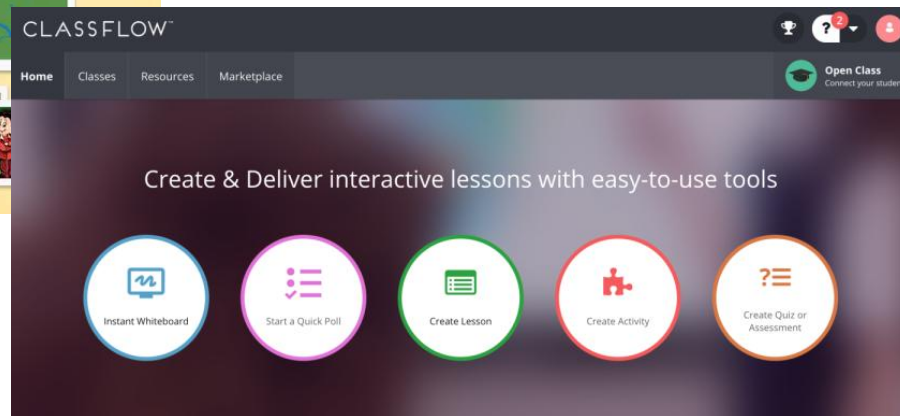 CLASSFLOW™
? 2
Home Classes Resources Marketplace
Open Class
Connect your studen
Create & Deliver interactive lessons with easy-to-use tools
Instant Whiteboard
Start a Quick Poll
Create Lesson
Create Activity
?
Create Quiz or
Assessment